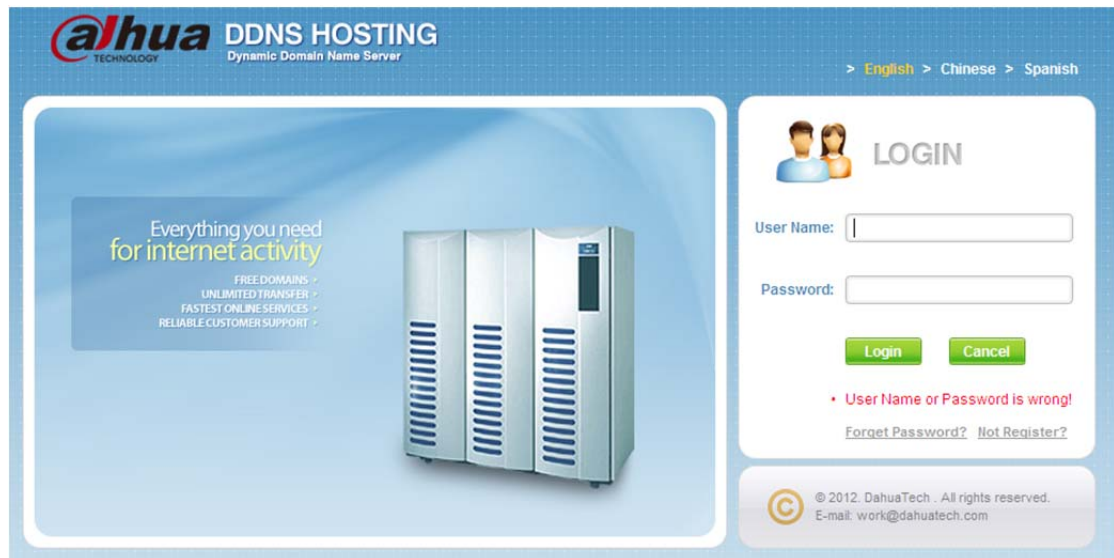 alhua DDNS HOSTING
TECHNOLOGY Dynamic Domain Name Server
> English > Chinese > Spanish
Everything you need
for internet activity
FREE DOMAINS
UNLIMITED TRANSFER
FASTEST ONLINE SERVICES
RELIABLE CUSTOMER SUPPORT
LOGIN
User Name:
Password:
Login Cancel
• User Name or Password is wrong!
Forget Password? Not Register?
© 2012. DahuaTech . All rights reserved.
E-mail: work@dahuatech.com